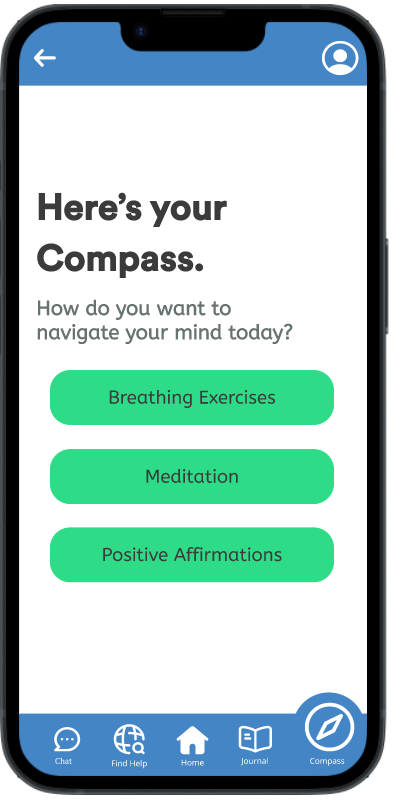 Here’s your
Compass.
How do you want to
navigate your mind today?
Breathing Exercises
Meditation
Positive Affirmations
Chat
Find Help
Home
Journal
Compass